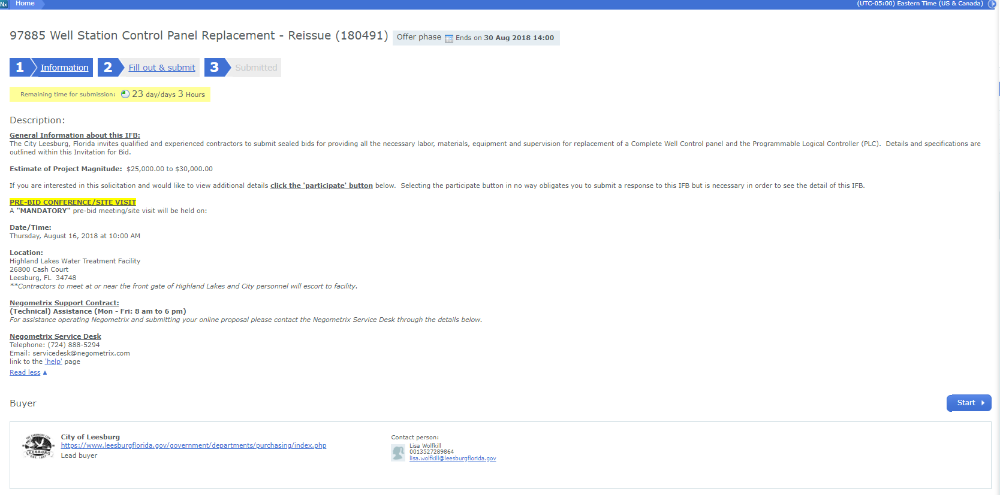 Nx Home (UTC-05:00) Eastern Time (US & Canada)
97885 Well Station Control Panel Replacement - Reissue (180491) Offer phase Ends on 30 Aug 2018 14:00
1 Information 2 Fill out & submit 3 Submitted
Remaining time for submission: 23 day/days 3 Hours
Description:
General Information about this IFB:
The City Leesburg, Florida invites qualified and experienced contractors to submit sealed bids for providing all the necessary labor, materials, equipment and supervision for replacement of a Complete Well Control panel and the Programmable Logical Controller (PLC).  Details and specifications are
outlined within this Invitation for Bid.
Estimate of Project Magnitude:  $25,000.00 to $30,000.00
If you are interested in this solicitation and would like to view additional details click the 'participate' button below.  Selecting the participate button in no way obligates you to submit a response to this IFB but is necessary in order to see the detail of this IFB.
PRE-BID CONFERENCE/SITE VISIT
A "MANDATORY" pre-bid meeting/site visit will be held on:
Date/Time:
Thursday, August 16, 2018 at 10:00 AM
Location:
Highland Lakes Water Treatment Facility
26800 Cash Court
Leesburg, FL  34748
**Contractors to meet at or near the front gate of Highland Lakes and City personnel will escort to facility.
Negometrix Support Contract:
(Technical) Assistance (Mon - Fri: 8 am to 6 pm)
For assistance operating Negometrix and submitting your online proposal please contact the Negometrix Service Desk through the details below.
Negometrix Service Desk
Telephone: (724) 888-5294
Email: servicedesk@negometrix.com
link to the 'help' page
Read less ▲
Buyer
Start
THE LAKEFRONT CITY
LEESBURG
EST. 1857
City of Leesburg
https://www.leesburgflorida.gov/government/departments/purchasing/index.php
Lead buyer
Contact person:
Lisa Wolfkill
0013527289864
lisa.wolfkill@leesburgflorida.gov